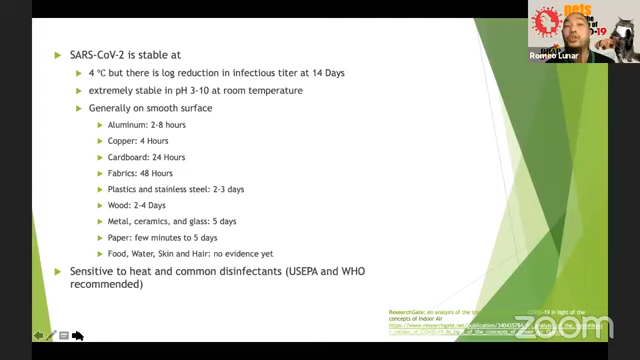 SARS-CoV-2 is stable at
4 ºC but there is log reduction in infectious titer at 14 Days
extremely stable in pH 3-10 at room temperature
Generally on smooth surface
Aluminum: 2-8 hours
Copper: 4 Hours
Cardboard: 24 Hours
Fabrics: 48 Hours
Plastics and stainless steel: 2-3 days
Wood: 2-4 Days
Metal, ceramics, and glass: 5 days
Paper: few minutes to 5 days
Food, Water, Skin and Hair: no evidence yet
Sensitive to heat and common disinfectants (USEPA and WHO
recommended)
pets
Romeo Lunar
ResearchGate: An analysis of the COVID-19 in light of the
concepts of Indoor Air
zoom